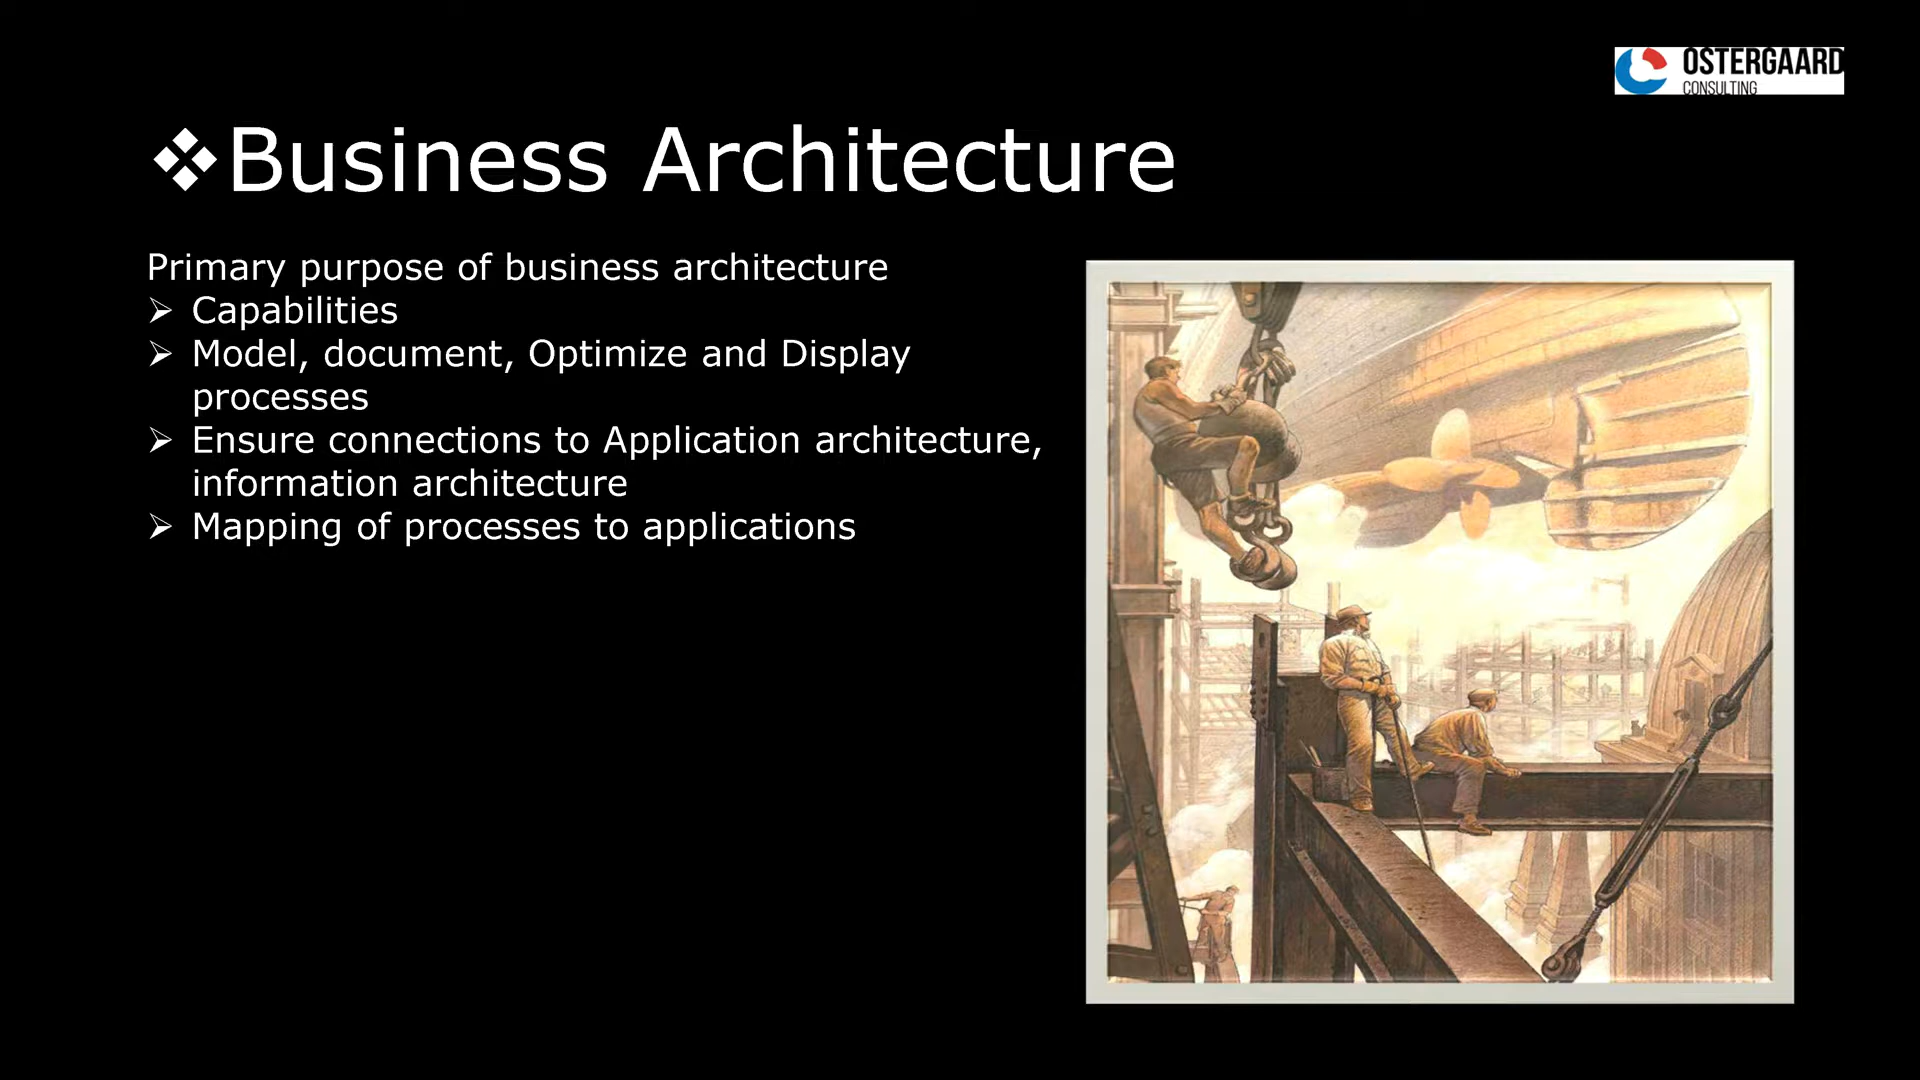 OSTERGAARD
CONSULTING
❖Business Architecture
Primary purpose of business architecture
➢ Capabilities
➢ Model, document, Optimize and Display
processes
➢ Ensure connections to Application architecture,
information architecture
➢ Mapping of processes to applications